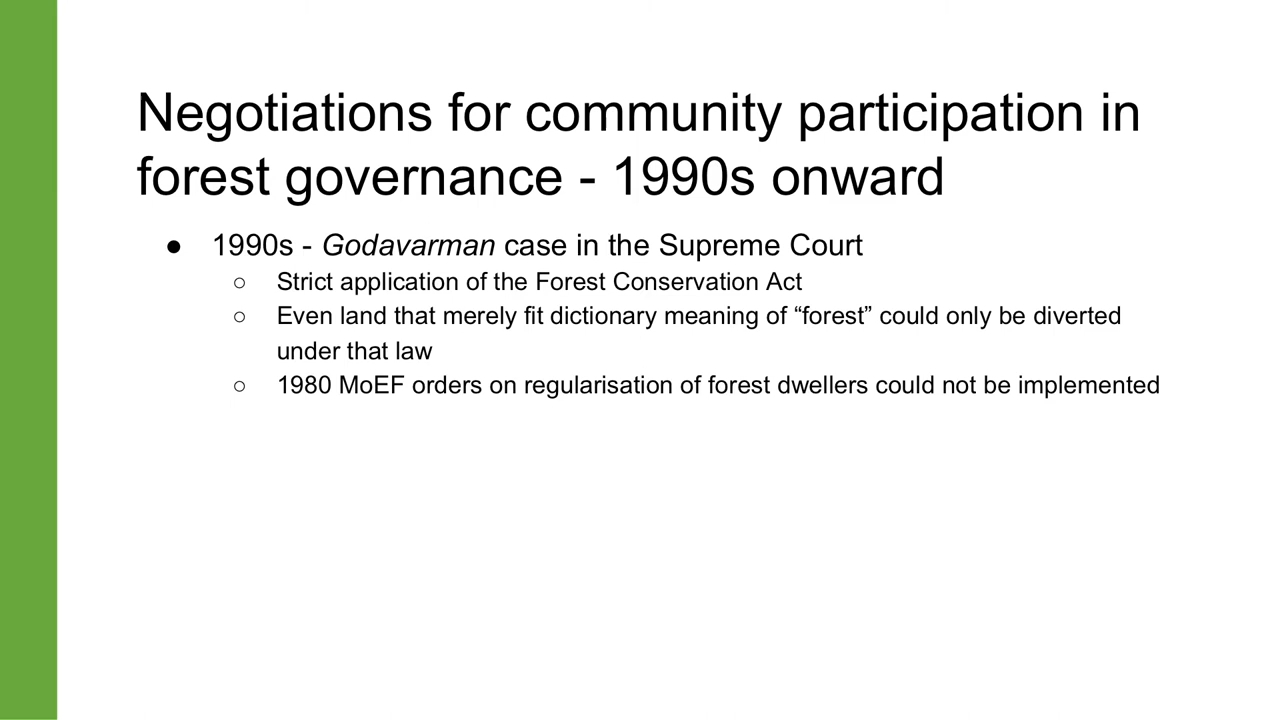 Negotiations for community participation in
forest governance - 1990s onward
● 1990s - Godavarman case in the Supreme Court
○ Strict application of the Forest Conservation Act
○ Even land that merely fit dictionary meaning of “forest” could only be diverted
under that law
○ 1980 MoEF orders on regularisation of forest dwellers could not be implemented